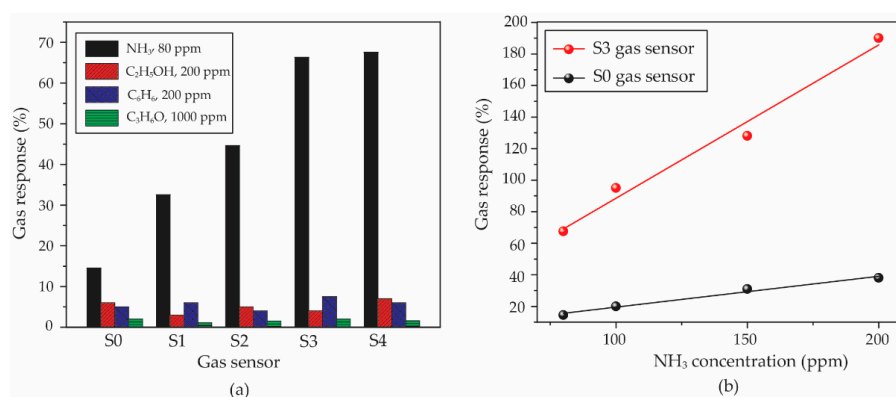 70
60
50
40
30
20
10
0
Gas response (%)
NH₃, 80 ppm
C₂H₅OH, 200 ppm
C₆H₆, 200 ppm
C₃H₆O, 1000 ppm
S0 S1 S2 S3 S4
Gas sensor
(a)
200
180
160
140
120
100
80
60
40
20
Gas response (%)
S3 gas sensor
S0 gas sensor
100 150 200
NH₃ concentration (ppm)
(b)